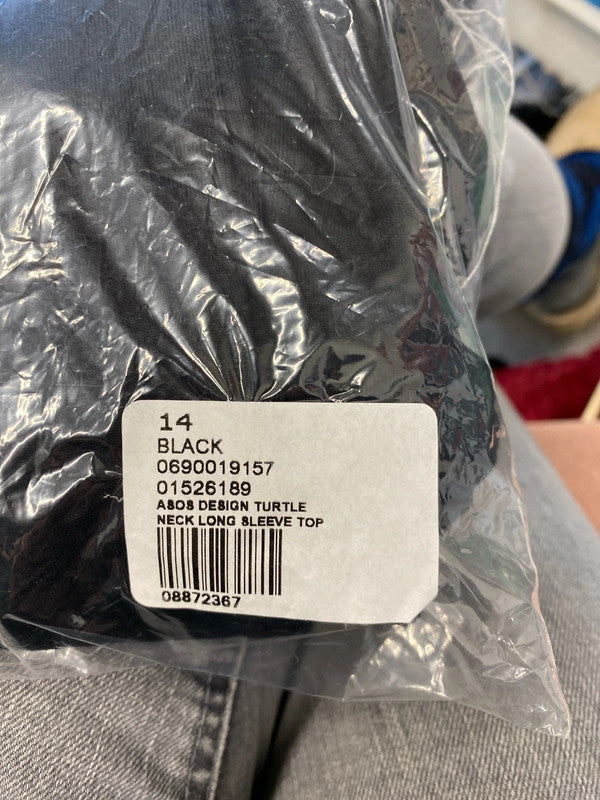 14
BLACK
0690019157
01526189
ASOS DESIGN TURTLE
NECK LONG SLEEVE TOP
08872367